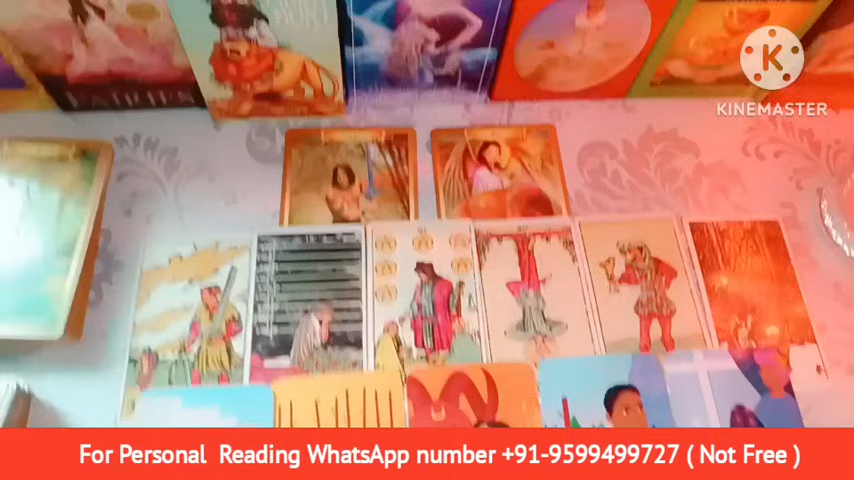 K
KINEMASTER
For Personal Reading WhatsApp number +91-9599499727 ( Not Free )